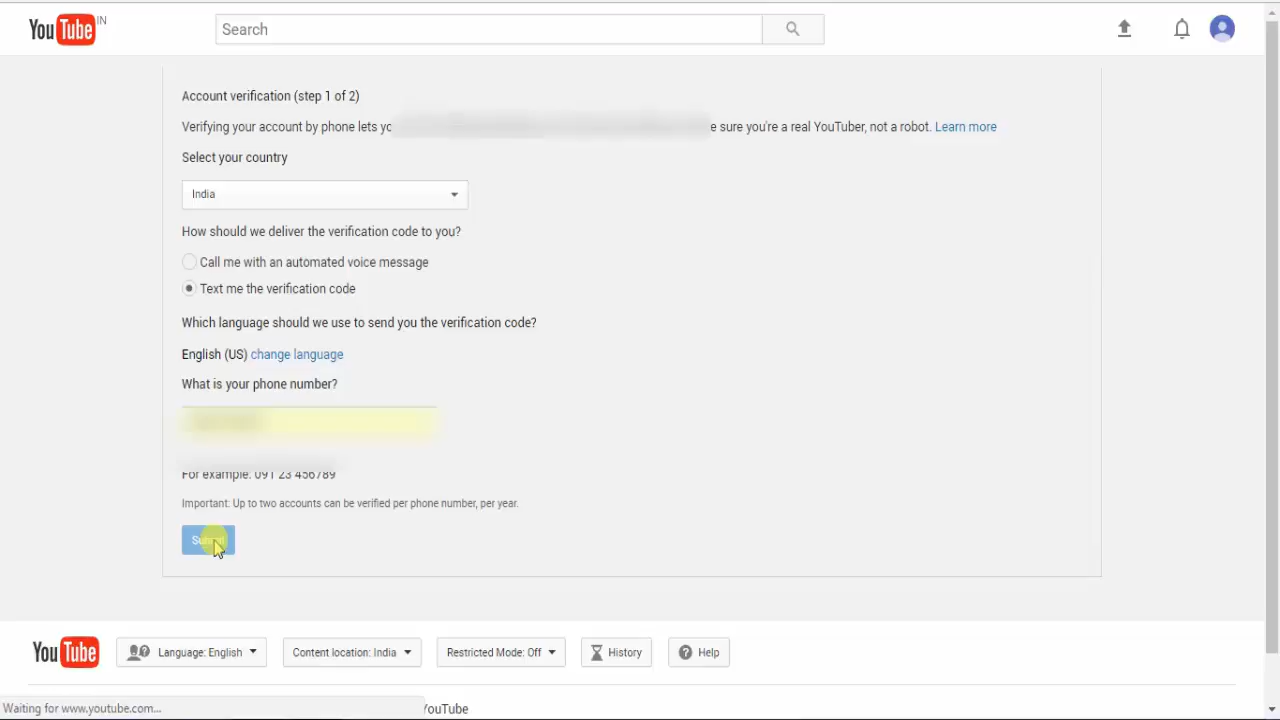 YouTube IN
Search
Account verification (step 1 of 2)
Verifying your account by phone lets yo e sure you're a real YouTuber, not a robot. Learn more
Select your country
India
How should we deliver the verification code to you?
Call me with an automated voice message
Text me the verification code
Which language should we use to send you the verification code?
English (US) change language
What is your phone number?
For example: 091 23 456789
Important: Up to two accounts can be verified per phone number, per year.
Submit
YouTube Language: English Content location: India Restricted Mode: Off History Help
Waiting for www.youtube.com... YouTube